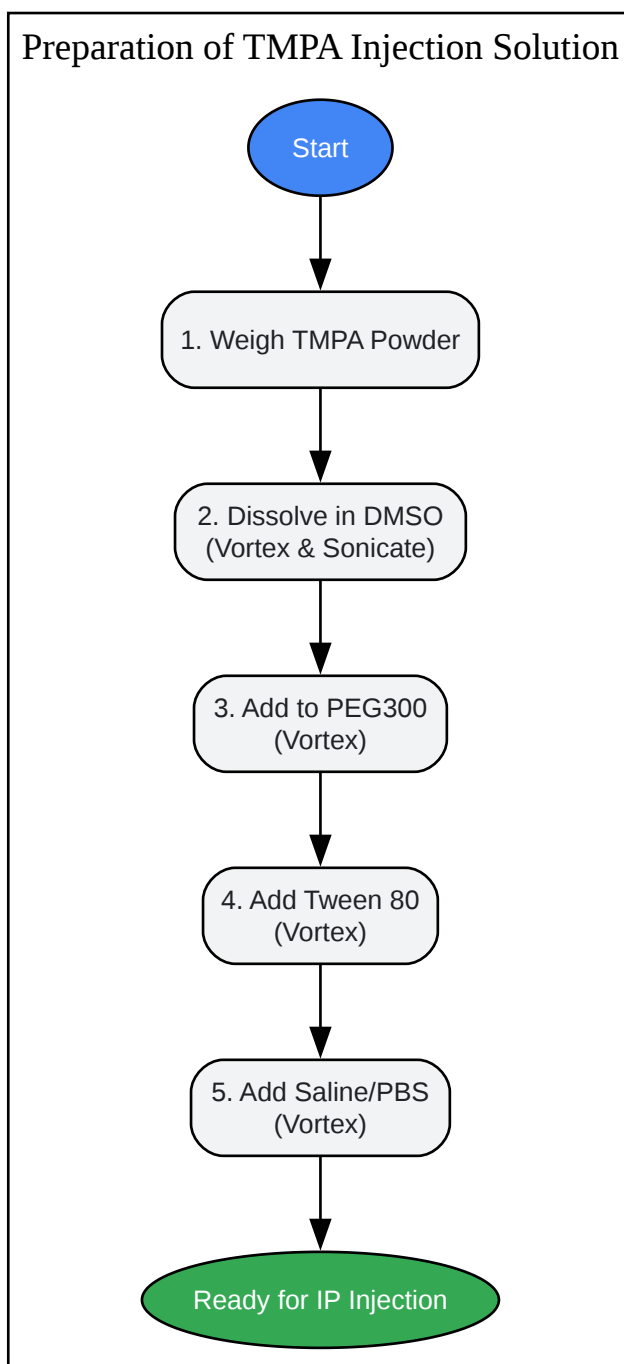 Preparation of TMPA Injection Solution
Start
1. Weigh TMPA Powder
2. Dissolve in DMSO
(Vortex & Sonicate)
3. Add to PEG300
(Vortex)
4. Add Tween 80
(Vortex)
5. Add Saline/PBS
(Vortex)
Ready for IP Injection